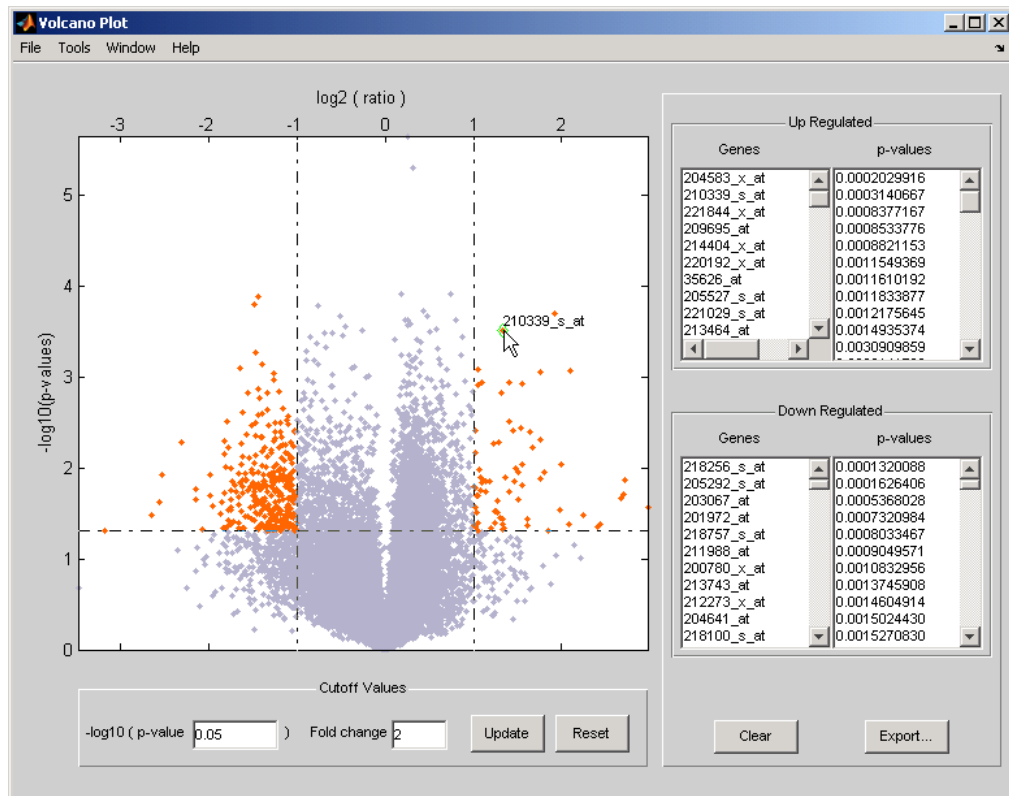 Volcano Plot
File Tools Window Help
log2 ( ratio )
-3 -2 -1 0 1 2
5
4
3
2
1
0
-log10(p-values)
210339_s_at
Cutoff Values
-log10 ( p-value 0.05 ) Fold change 2 Update Reset
Up Regulated
Genes p-values
204583_x_at 0.0002029916
210339_s_at 0.0003140667
221844_x_at 0.0008377167
209695_at 0.0008533776
214404_x_at 0.0008821153
220192_x_at 0.0011549369
35626_at 0.0011610192
205527_s_at 0.0011833877
221029_s_at 0.0012175645
213464_at 0.0014935374
0.0030909859
Down Regulated
Genes p-values
218256_s_at 0.0001320088
205292_s_at 0.0001626406
203067_at 0.0005368028
201972_at 0.0007320984
218757_s_at 0.0008033467
211988_at 0.0009049571
200780_x_at 0.0010832956
213743_at 0.0013745908
212273_x_at 0.0014604914
204641_at 0.0015024430
218100_s_at 0.0015270830
Clear Export...